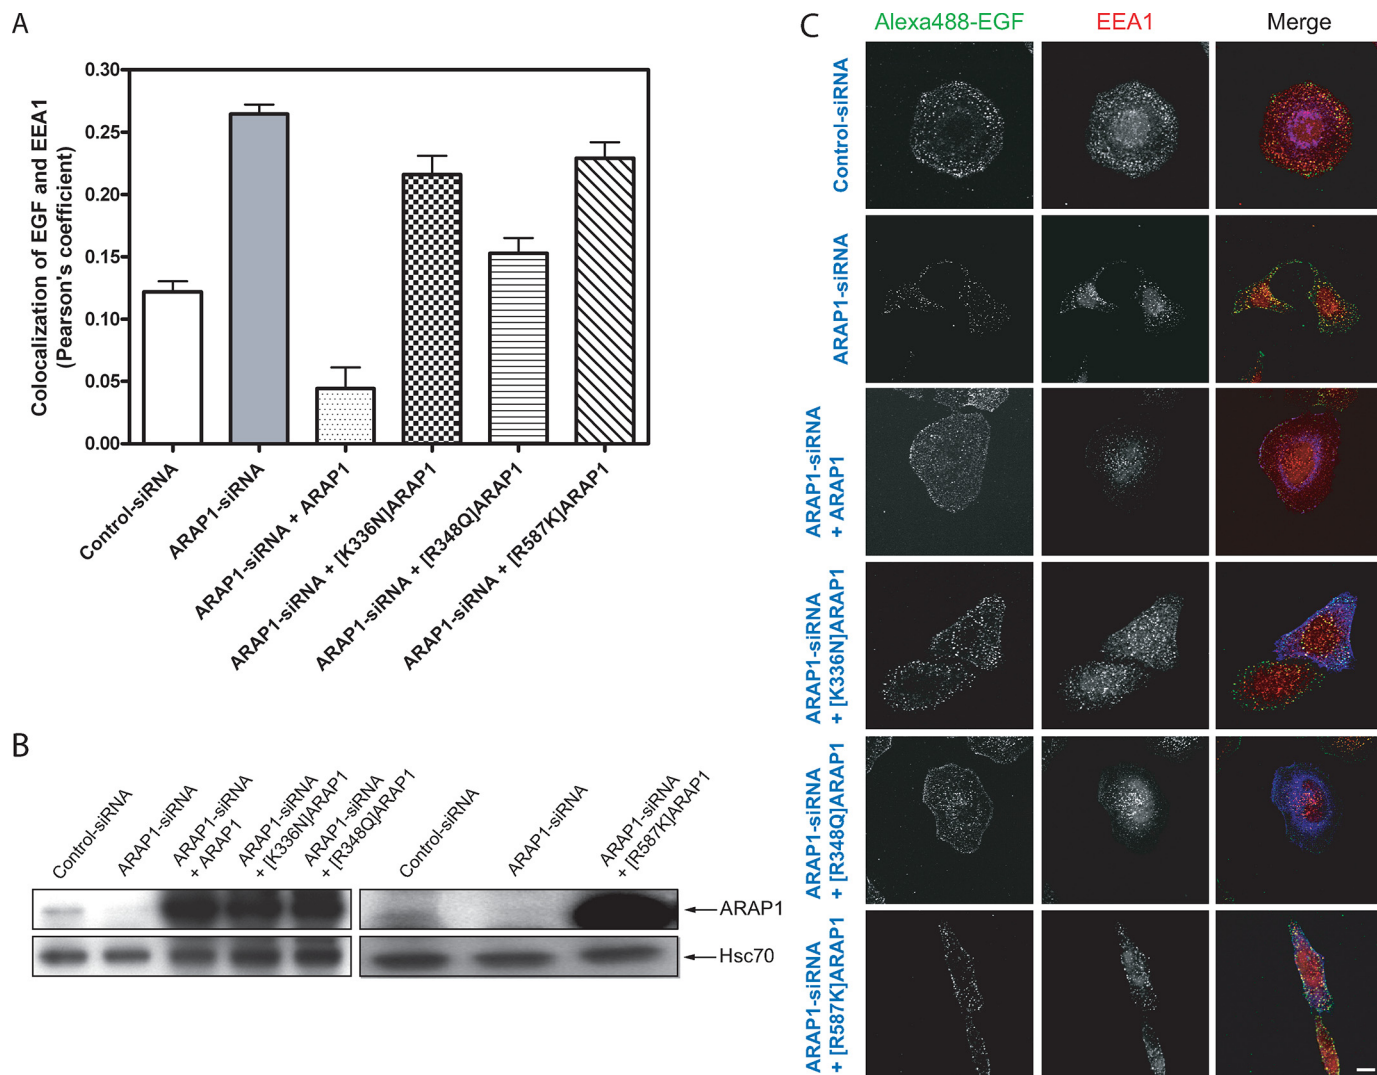 A
0.30
0.25
0.20
0.15
0.10
0.05
0.00
Colocalization of EGF and EEA1
(Pearson's coefficient)
Control-siRNA
ARAP1-siRNA
ARAP1-siRNA + ARAP1
ARAP1-siRNA + [K336N]ARAP1
ARAP1-siRNA + [R348Q]ARAP1
ARAP1-siRNA + [R587K]ARAP1
B
Control-siRNA
ARAP1-siRNA
ARAP1-siRNA
+ ARAP1
ARAP1-siRNA
+ [K336N]ARAP1
ARAP1-siRNA
+ [R348Q]ARAP1
Control-siRNA
ARAP1-siRNA
ARAP1-siRNA
+ [R587K]ARAP1
ARAP1
Hsc70
C
Alexa488-EGF
EEA1
Merge
Control-siRNA
ARAP1-siRNA
ARAP1-siRNA
+ ARAP1
ARAP1-siRNA
+ [K336N]ARAP1
ARAP1-siRNA
+ [R348Q]ARAP1
ARAP1-siRNA
+ [R587K]ARAP1